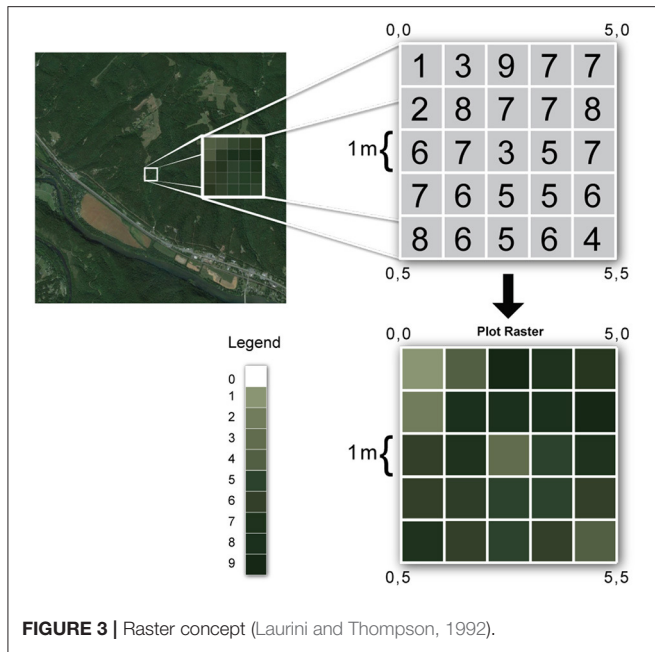 0,0 5,0
1 3 9 7 7
2 8 7 7 8
1m{ 6 7 3 5 7
7 6 5 5 6
8 6 5 6 4
0,5 5,5
0,0 Plot Raster 5,0
1m{
0,5 5,5
Legend
0
1
2
3
4
5
6
7
8
9
FIGURE 3 | Raster concept (Laurini and Thompson, 1992).